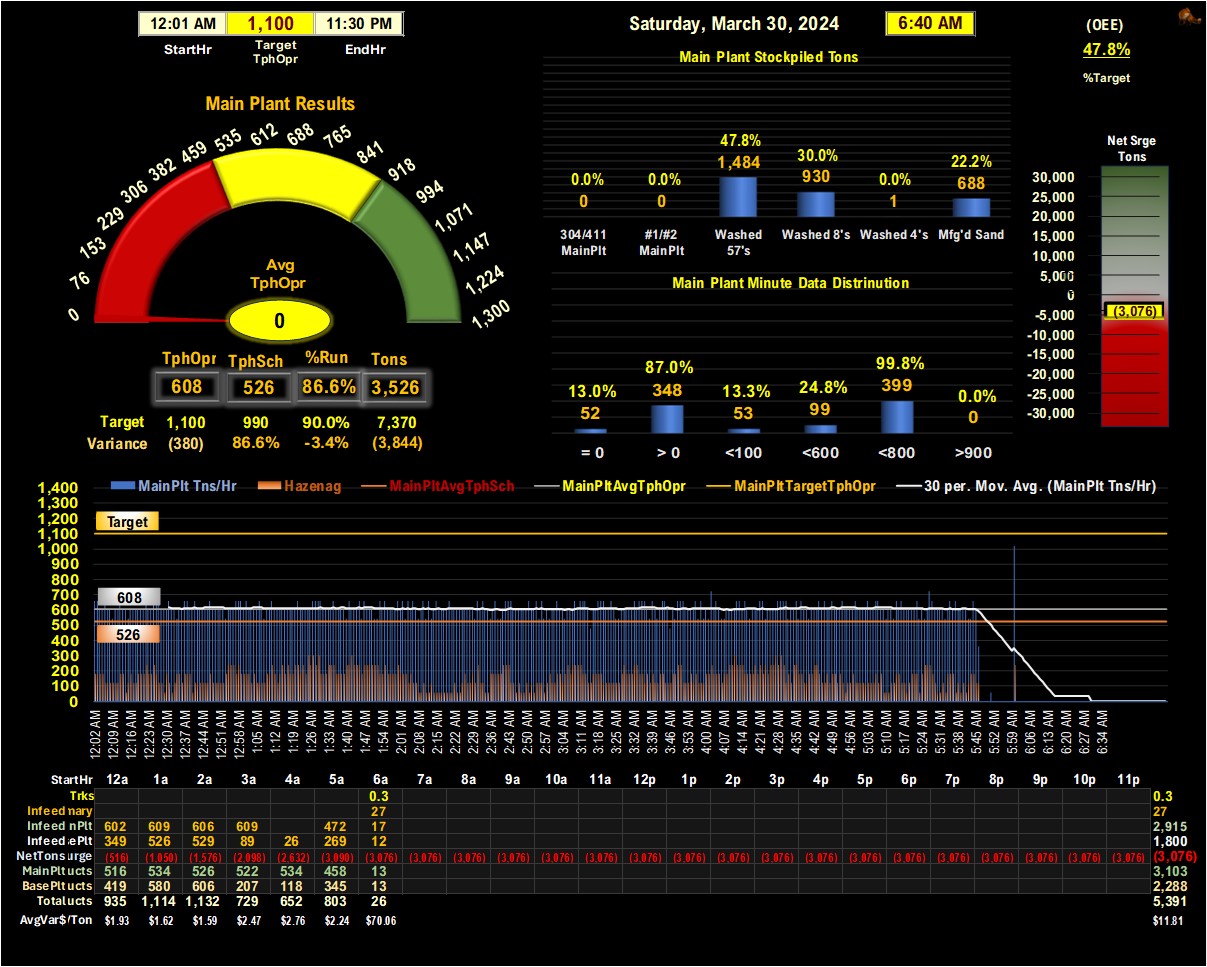 12:01 AM 1,100 11:30 PM
StartHr Target TphOpr EndHr
Saturday, March 30, 2024 6:40 AM
(OEE)
47.8%
%Target
Main Plant Results
0 76 153 229 306 382 459 535 612 688 765 841 918 994 1,071 1,147 1,224 1,300
Avg
TphOpr
0
TphOpr TphSch %Run Tons
608 526 86.6% 3,526
Target 1,100 990 90.0% 7,370
Variance (380) 86.6% -3.4% (3,844)
Main Plant Stockpiled Tons
0.0% 0.0% 47.8% 30.0% 0.0% 22.2%
0 0 1,484 930 1 688
304/411 MainPlt #1/#2 MainPlt Washed 57's Washed 8's Washed 4's Mfg'd Sand
Main Plant Minute Data Distrinution
13.0% 87.0% 13.3% 24.8% 99.8% 0.0%
52 348 53 99 399 0
= 0 > 0 <100 <600 <800 >900
Net Srge
Tons
30,000
25,000
20,000
15,000
10,000
5,000
0
-5,000
-10,000
-15,000
-20,000
-25,000
-30,000
(3,076)
MainPlt Tns/Hr Hazenag MainPltAvgTphSch MainPltAvgTphOpr MainPltTargetTphOpr 30 per. Mov. Avg. (MainPlt Tns/Hr)
1,400
1,300
1,200
1,100
1,000
900
800
700
600
500
400
300
200
100
0
Target
608
526
12:02 AM 12:09 AM 12:16 AM 12:23 AM 12:30 AM 12:37 AM 12:44 AM 12:51 AM 12:58 AM 1:05 AM 1:12 AM 1:19 AM 1:26 AM 1:33 AM 1:40 AM 1:47 AM 1:54 AM 2:01 AM 2:08 AM 2:15 AM 2:22 AM 2:29 AM 2:36 AM 2:43 AM 2:50 AM 2:57 AM 3:04 AM 3:11 AM 3:18 AM 3:25 AM 3:32 AM 3:39 AM 3:46 AM 3:53 AM 4:00 AM 4:07 AM 4:14 AM 4:21 AM 4:28 AM 4:35 AM 4:42 AM 4:49 AM 4:56 AM 5:03 AM 5:10 AM 5:17 AM 5:24 AM 5:31 AM 5:38 AM 5:45 AM 5:52 AM 5:59 AM 6:06 AM 6:13 AM 6:20 AM 6:27 AM 6:34 AM
StartHr 12a 1a 2a 3a 4a 5a 6a 7a 8a 9a 10a 11a 12p 1p 2p 3p 4p 5p 6p 7p 8p 9p 10p 11p
Trks 0.3 0.3
Infeed nary 27 27
Infeed nPlt 602 609 606 609 472 17 2,915
Infeed ePlt 349 526 529 89 26 269 12 1,800
NetTons urge (516) (1,050) (1,576) (2,098) (2,632) (3,090) (3,076) (3,076) (3,076) (3,076) (3,076) (3,076) (3,076) (3,076) (3,076) (3,076) (3,076) (3,076) (3,076) (3,076) (3,076) (3,076) (3,076) (3,076) (3,076)
MainPlt ucts 516 534 526 522 534 458 13 3,103
BasePlt ucts 419 580 606 207 118 345 13 2,288
Total ucts 935 1,114 1,132 729 652 803 26 5,391
AvgVar$/Ton $1.93 $1.62 $1.59 $2.47 $2.76 $2.24 $70.06 $11.81